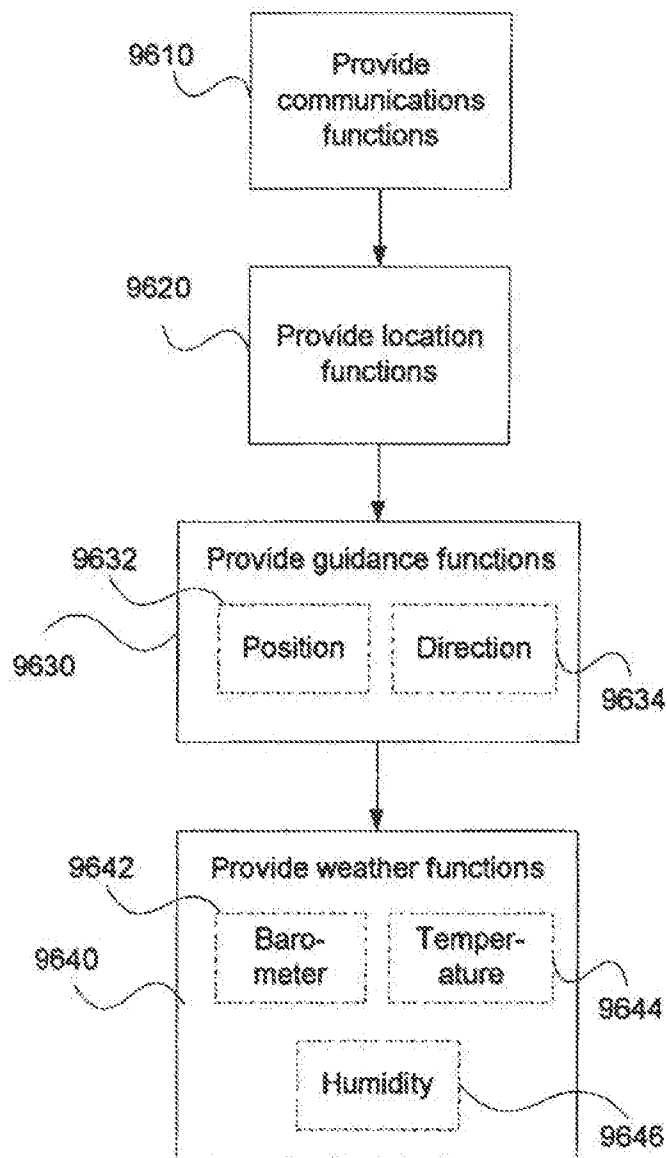 9610
Provide
communications
functions
9620
Provide location
functions
9632
Provide guidance functions
Position
Direction
9630
9634
9642
Provide weather functions
Baro-
meter
Temper-
ature
9640
9644
Humidity
9646